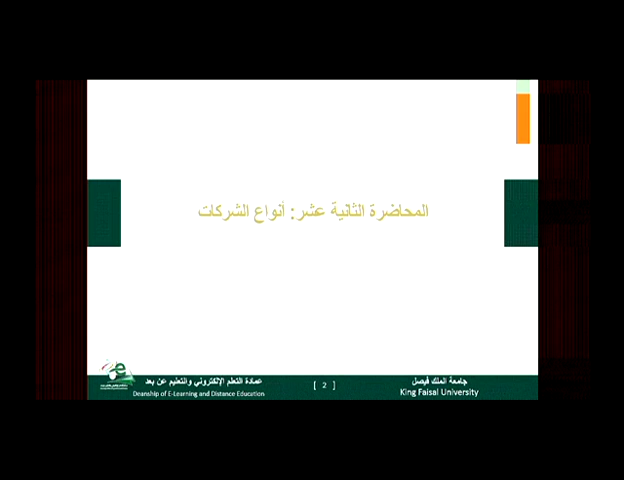 المحاضرة الثانية عشر: أنواع الشركات
جامعة الملك فيصل
King Faisal University
[ 2 ]
عمادة التعلم الإلكتروني والتعليم عن بعد
Deanship of E-Learning and Distance Education